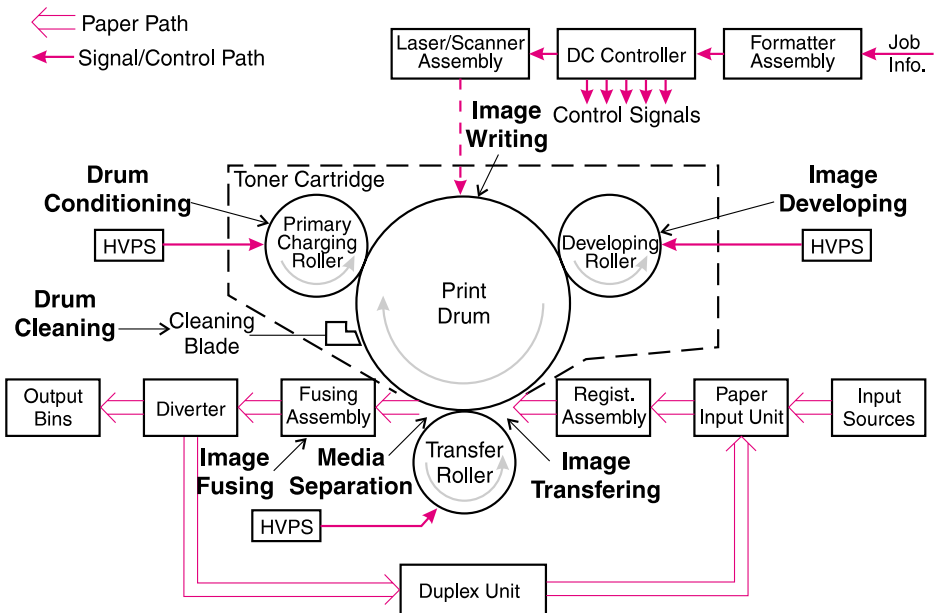 Paper Path
Signal/Control Path
Laser/Scanner
Assembly
DC Controller
Formatter
Assembly
Job
Info.
Control Signals
Image
Writing
Drum
Conditioning
Toner Cartridge
Image
Developing
HVPS
Primary
Charging
Roller
Developing
Roller
HVPS
Print
Drum
Drum
Cleaning
Cleaning
Blade
Output
Bins
Diverter
Fusing
Assembly
Regist.
Assembly
Paper
Input Unit
Input
Sources
Image
Fusing
Media
Separation
Transfer
Roller
Image
Transfering
HVPS
Duplex Unit